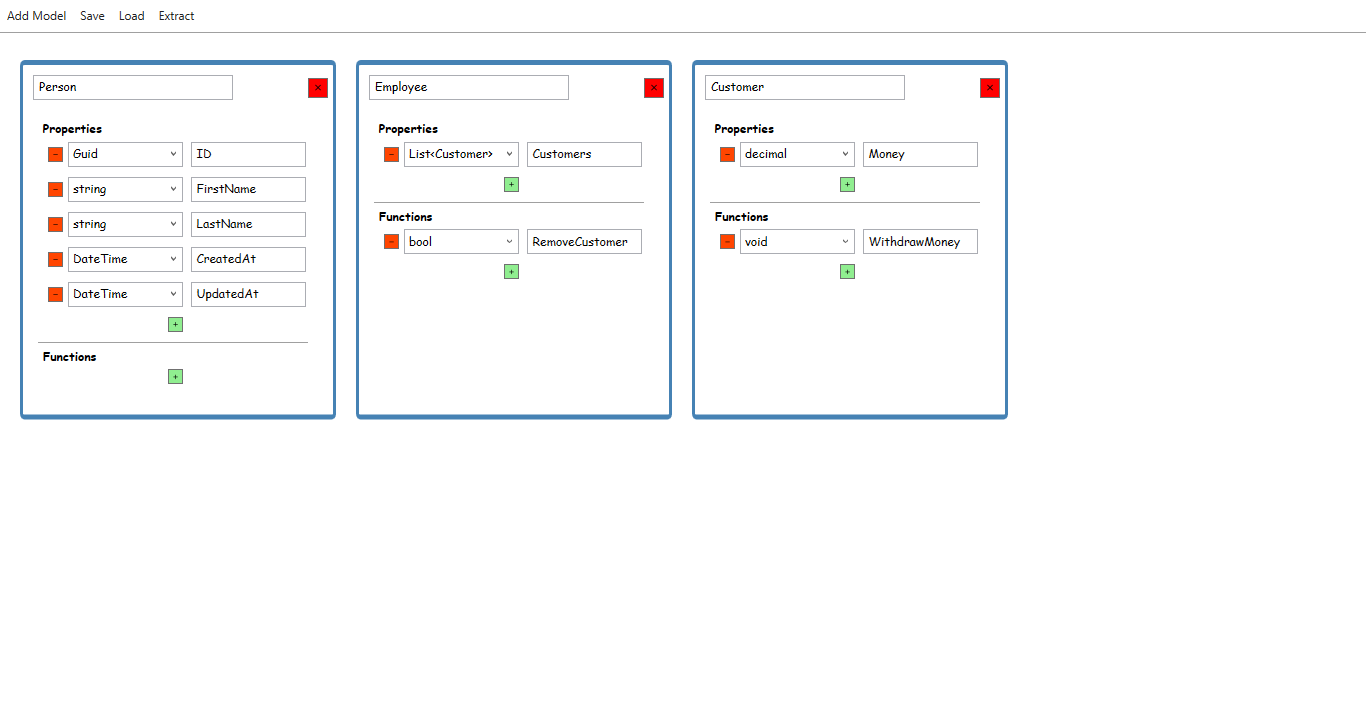 Add Model Save Load Extract
Person ×
Properties
- Guid ID
- string FirstName
- string LastName
- DateTime CreatedAt
- DateTime UpdatedAt
+
Functions
+
Employee ×
Properties
- List<Customer> Customers
+
Functions
- bool RemoveCustomer
+
Customer ×
Properties
- decimal Money
+
Functions
- void WithdrawMoney
+